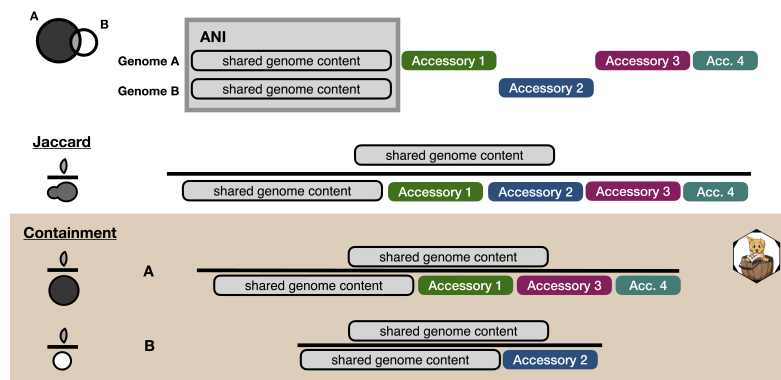 A
B
ANI
Genome A
shared genome content
Accessory 1
Accessory 3
Acc. 4
Genome B
shared genome content
Accessory 2
Jaccard
shared genome content
shared genome content
Accessory 1
Accessory 2
Accessory 3
Acc. 4
Containment
A
shared genome content
shared genome content
Accessory 1
Accessory 3
Acc. 4
B
shared genome content
shared genome content
Accessory 2